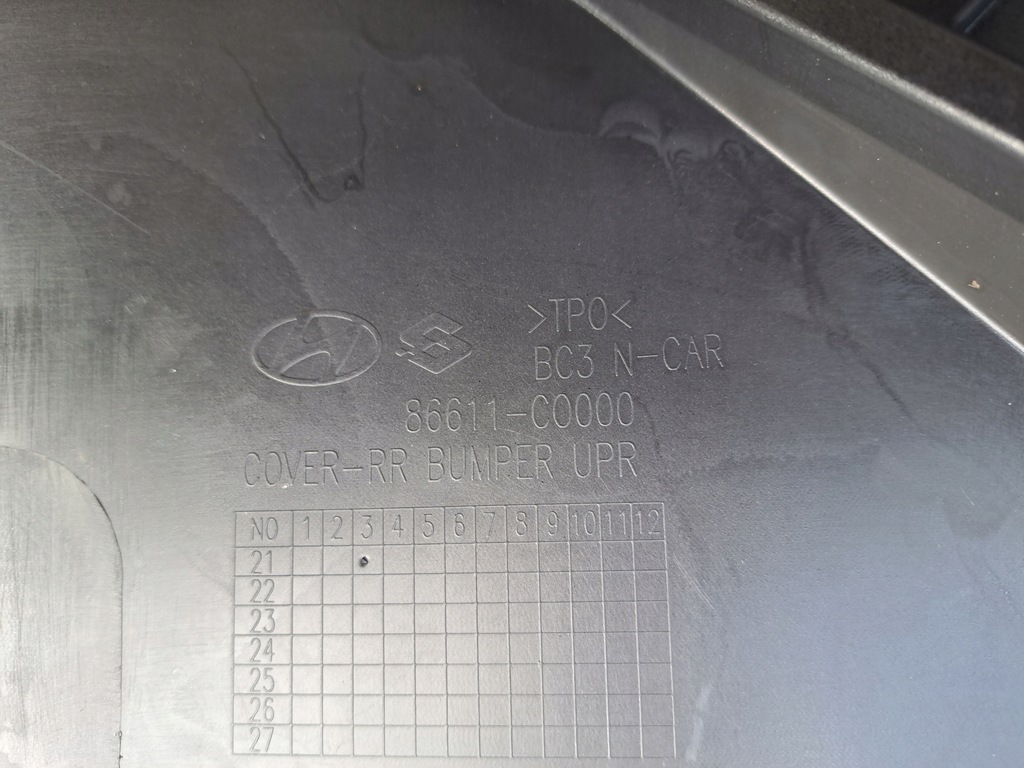 >TPO<
BC3 N-CAR
86611-C0000
COVER-RR BUMPER UPR
NO 1 2 3 4 5 6 7 8 9 10 11 12
21
22
23
24
25
26
27